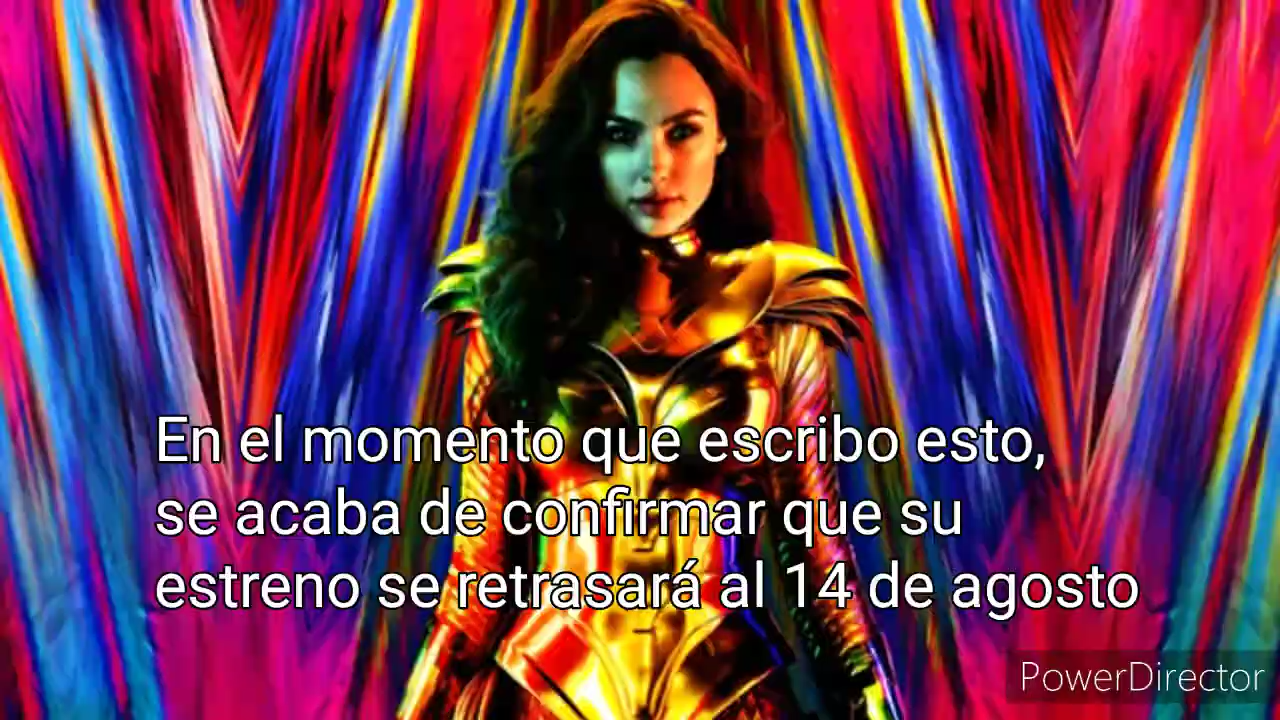 En el momento que escribo esto,
se acaba de confirmar que su
estreno se retrasará al 14 de agosto
PowerDirector